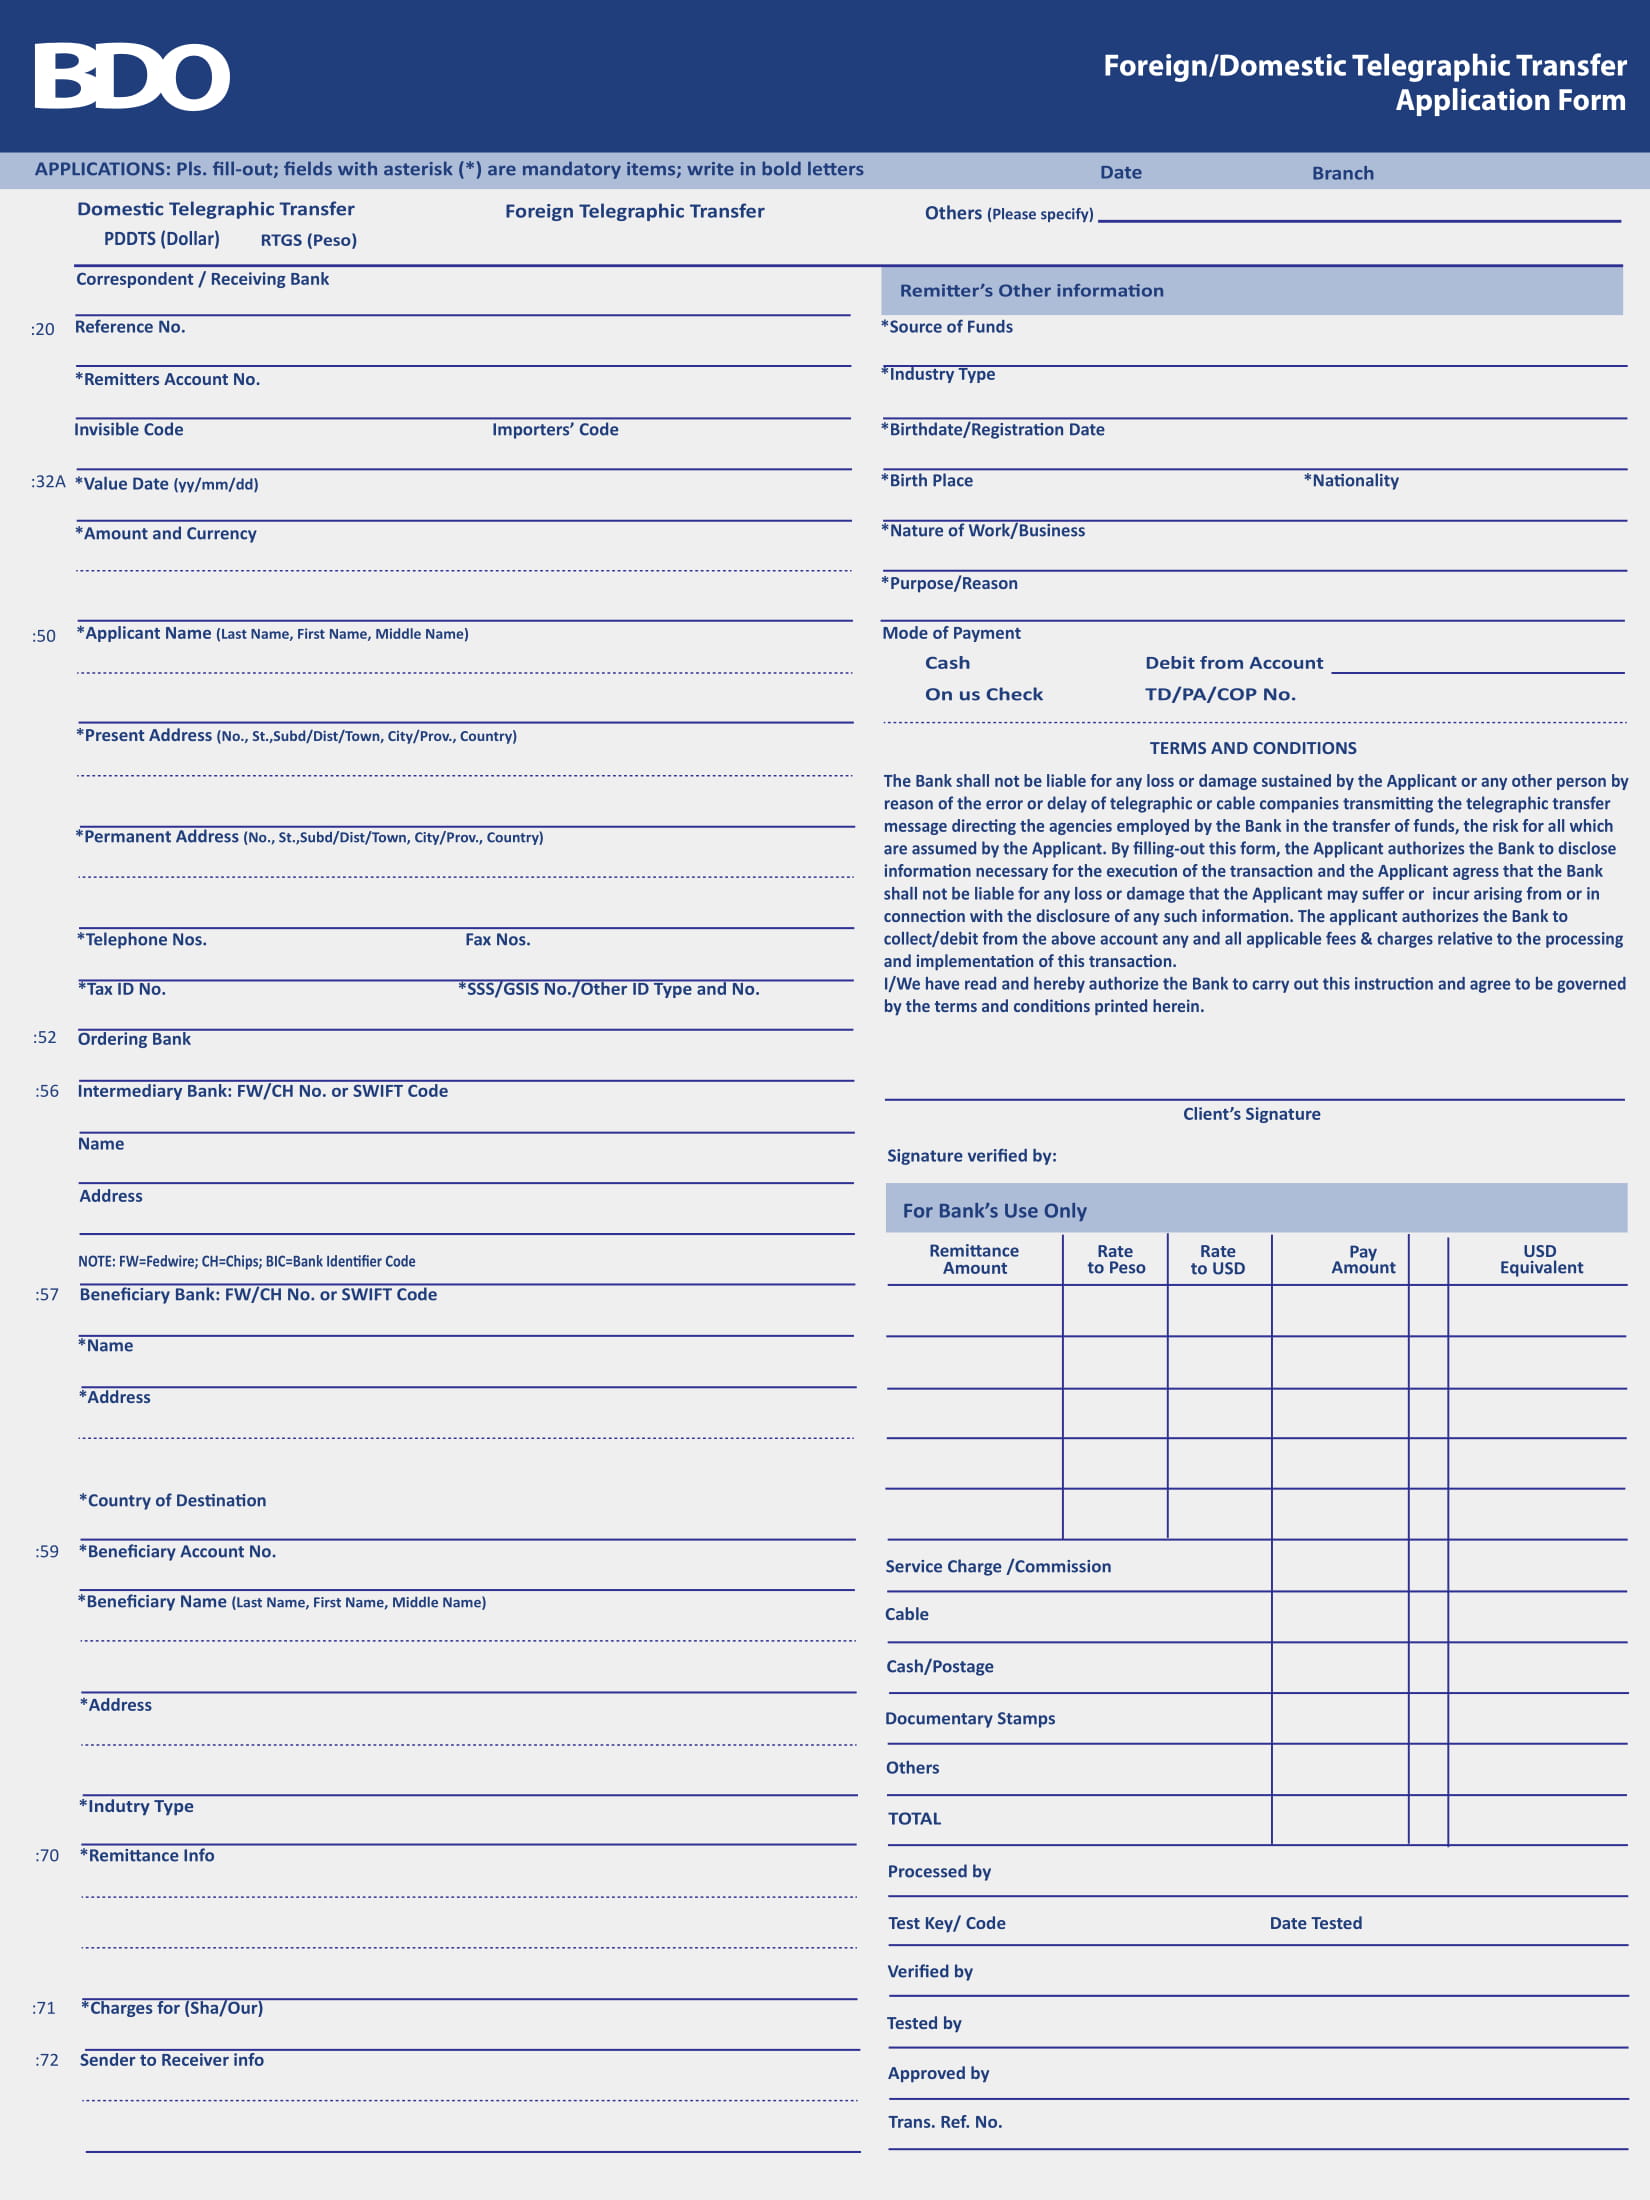 BDO
Foreign/Domestic Telegraphic Transfer
Application Form
APPLICATIONS: Pls. fill-out; fields with asterisk (*) are mandatory items; write in bold letters
Date Branch
Domestic Telegraphic Transfer Foreign Telegraphic Transfer Others (Please specify)
PDDTS (Dollar) RTGS (Peso)
Correspondent / Receiving Bank
:20 Reference No.
*Remitters Account No.
Invisible Code Importers’ Code
:32A *Value Date (yy/mm/dd)
*Amount and Currency
:50 *Applicant Name (Last Name, First Name, Middle Name)
*Present Address (No., St.,Subd/Dist/Town, City/Prov., Country)
*Permanent Address (No., St.,Subd/Dist/Town, City/Prov., Country)
*Telephone Nos. Fax Nos.
*Tax ID No. *SSS/GSIS No./Other ID Type and No.
:52 Ordering Bank
:56 Intermediary Bank: FW/CH No. or SWIFT Code
Name
Address
NOTE: FW=Fedwire; CH=Chips; BIC=Bank Identifier Code
:57 Beneficiary Bank: FW/CH No. or SWIFT Code
*Name
*Address
*Country of Destination
:59 *Beneficiary Account No.
*Beneficiary Name (Last Name, First Name, Middle Name)
*Address
*Indutry Type
:70 *Remittance Info
:71 *Charges for (Sha/Our)
:72 Sender to Receiver info
Remitter’s Other information
*Source of Funds
*Industry Type
*Birthdate/Registration Date
*Birth Place *Nationality
*Nature of Work/Business
*Purpose/Reason
Mode of Payment
Cash Debit from Account
On us Check TD/PA/COP No.
TERMS AND CONDITIONS
The Bank shall not be liable for any loss or damage sustained by the Applicant or any other person by
reason of the error or delay of telegraphic or cable companies transmitting the telegraphic transfer
message directing the agencies employed by the Bank in the transfer of funds, the risk for all which
are assumed by the Applicant. By filling-out this form, the Applicant authorizes the Bank to disclose
information necessary for the execution of the transaction and the Applicant agress that the Bank
shall not be liable for any loss or damage that the Applicant may suffer or incur arising from or in
connection with the disclosure of any such information. The applicant authorizes the Bank to
collect/debit from the above account any and all applicable fees & charges relative to the processing
and implementation of this transaction.
I/We have read and hereby authorize the Bank to carry out this instruction and agree to be governed
by the terms and conditions printed herein.
Client’s Signature
Signature verified by:
For Bank’s Use Only
Remittance Rate Rate Pay USD
Amount to Peso to USD Amount Equivalent
Service Charge /Commission
Cable
Cash/Postage
Documentary Stamps
Others
TOTAL
Processed by
Test Key/ Code Date Tested
Verified by
Tested by
Approved by
Trans. Ref. No.